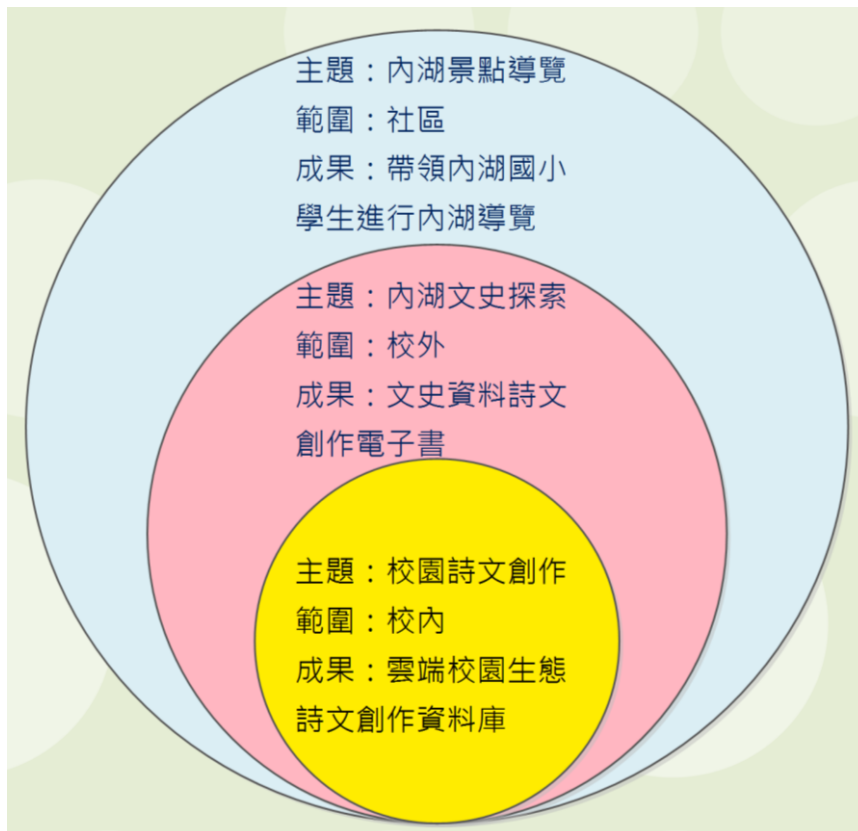 主題：內湖景點導覽
範圍：社區
成果：帶領內湖國小
學生進行內湖導覽
主題：內湖文史探索
範圍：校外
成果：文史資料詩文
創作電子書
主題：校園詩文創作
範圍：校內
成果：雲端校園生態
詩文創作資料庫